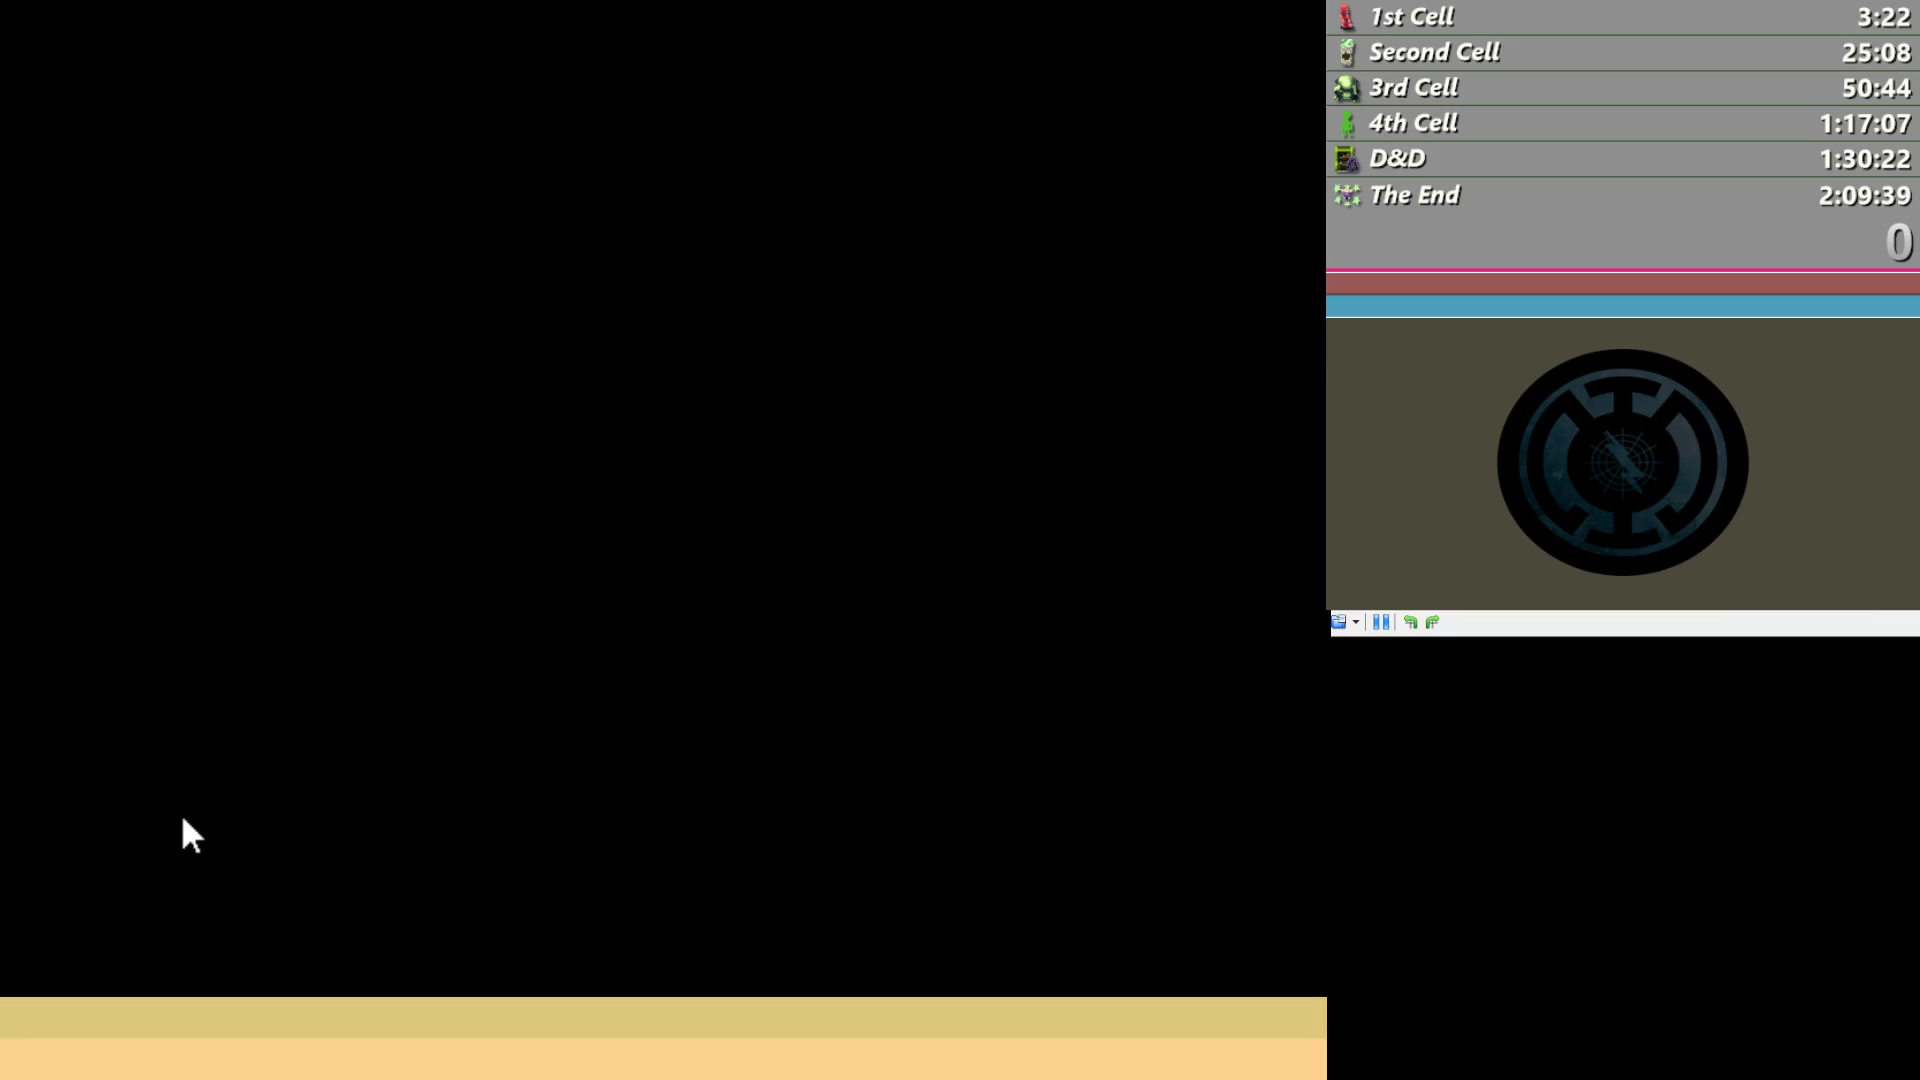 1st Cell 3:22
Second Cell 25:08
3rd Cell 50:44
4th Cell 1:17:07
D&D 1:30:22
The End 2:09:39
0